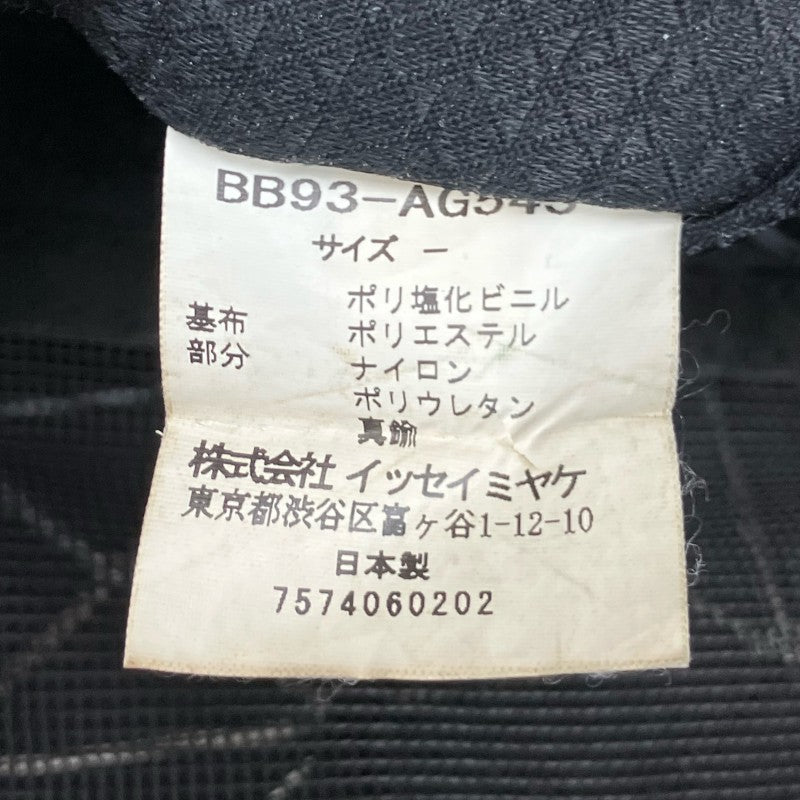 BB93-AG543
サイズ -
基布
部分
ポリ塩化ビニル
ポリエステル
ナイロン
ポリウレタン
真鍮
株式会社 イッセイミヤケ
東京都渋谷区富ヶ谷1-12-10
日本製
7574060202